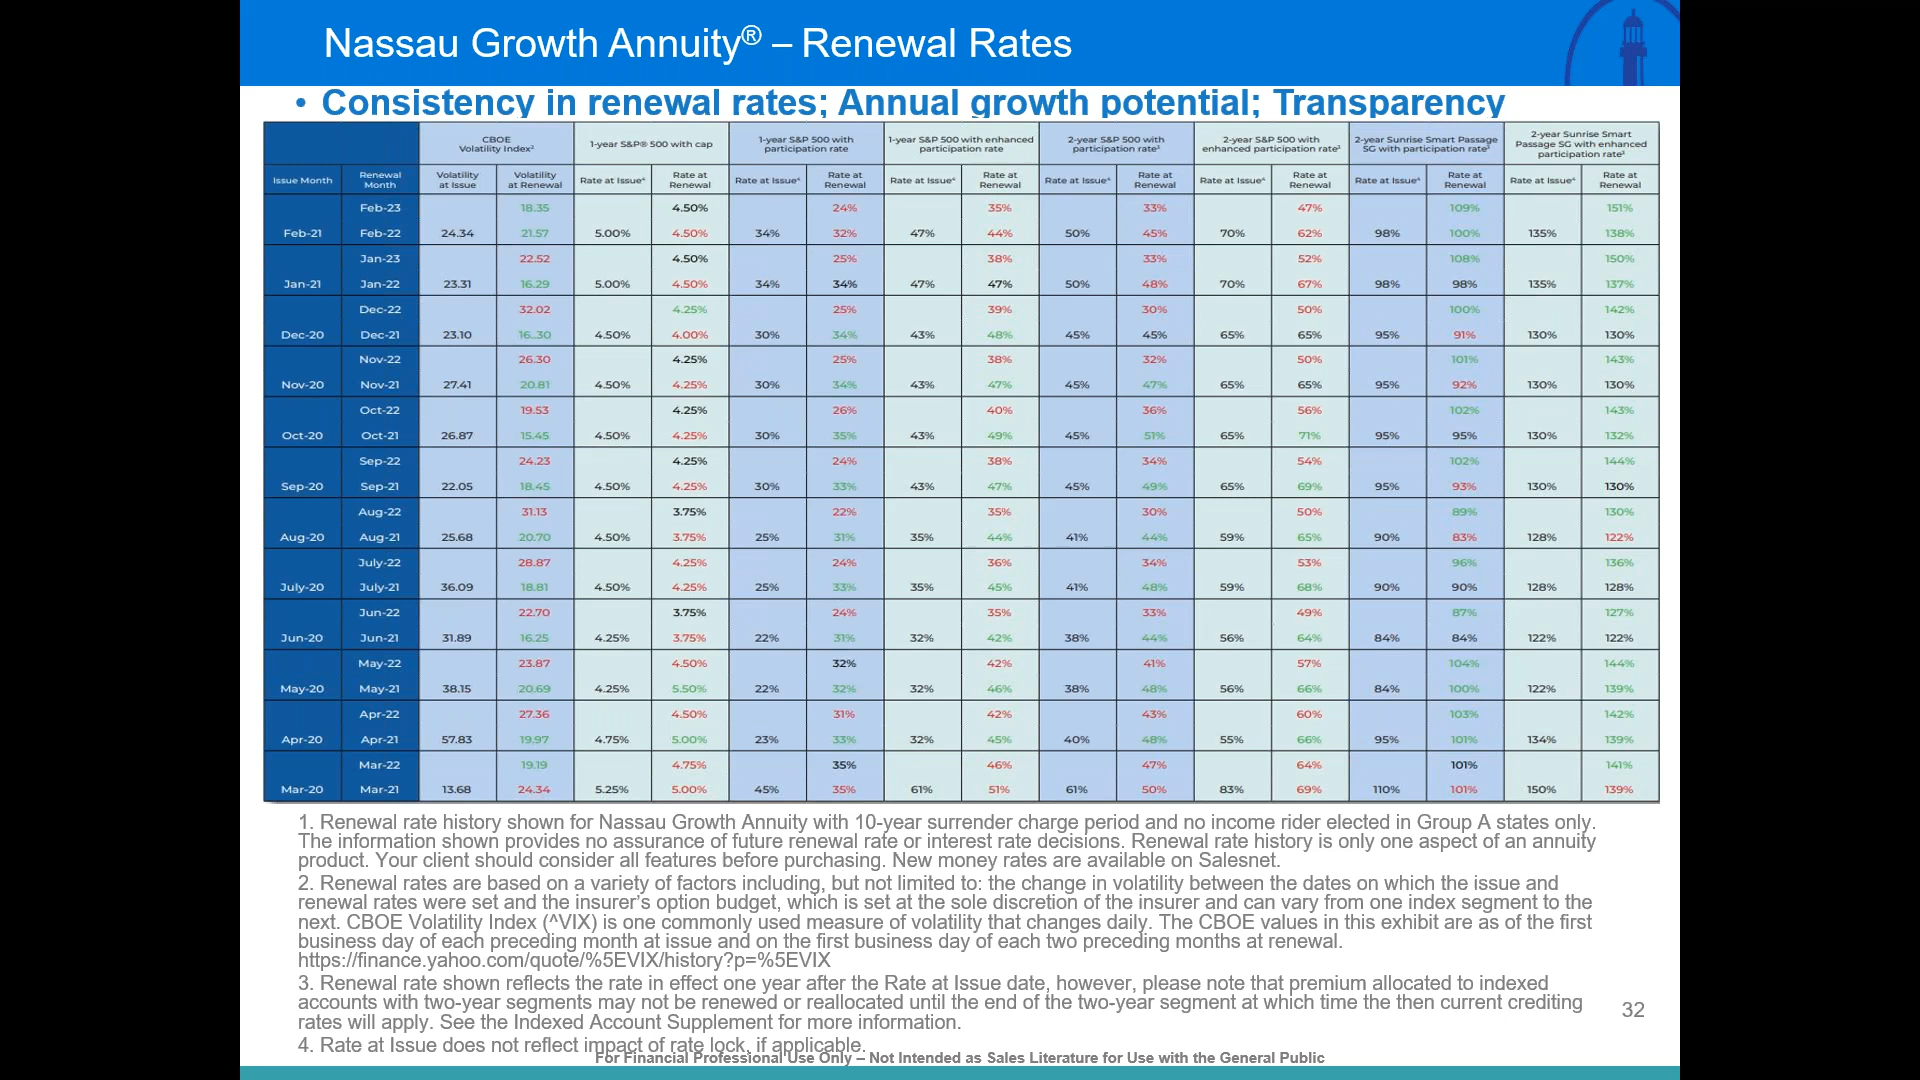 Nassau Growth Annuity® – Renewal Rates
• Consistency in renewal rates; Annual growth potential; Transparency
CBOE Volatility Index² 1-year S&P® 500 with cap 1-year S&P 500 with participation rate 1-year S&P 500 with enhanced participation rate 2-year S&P 500 with participation rate³ 2-year S&P 500 with enhanced participation rate³ 2-year Sunrise Smart Passage SG with participation rate³ 2-year Sunrise Smart Passage SG with enhanced participation rate³
Issue Month Renewal Month Volatility at Issue Volatility at Renewal Rate at Issue⁴ Rate at Renewal Rate at Issue⁴ Rate at Renewal Rate at Issue⁴ Rate at Renewal Rate at Issue⁴ Rate at Renewal Rate at Issue⁴ Rate at Renewal Rate at Issue⁴ Rate at Renewal Rate at Issue⁴ Rate at Renewal
Feb-23 18.35 4.50% 24% 35% 33% 47% 109% 151%
Feb-21 Feb-22 24.34 21.57 5.00% 4.50% 34% 32% 47% 44% 50% 45% 70% 62% 98% 100% 135% 138%
Jan-23 22.52 4.50% 25% 38% 33% 52% 108% 150%
Jan-21 Jan-22 23.31 16.29 5.00% 4.50% 34% 34% 47% 47% 50% 48% 70% 67% 98% 98% 135% 137%
Dec-22 32.02 4.25% 25% 39% 30% 50% 100% 142%
Dec-20 Dec-21 23.10 16..30 4.50% 4.00% 30% 34% 43% 48% 45% 45% 65% 65% 95% 91% 130% 130%
Nov-22 26.30 4.25% 25% 38% 32% 50% 101% 143%
Nov-20 Nov-21 27.41 20.81 4.50% 4.25% 30% 34% 43% 47% 45% 47% 65% 65% 95% 92% 130% 130%
Oct-22 19.53 4.25% 26% 40% 36% 56% 102% 143%
Oct-20 Oct-21 26.87 15.45 4.50% 4.25% 30% 35% 43% 49% 45% 51% 65% 71% 95% 95% 130% 132%
Sep-22 24.23 4.25% 24% 38% 34% 54% 102% 144%
Sep-20 Sep-21 22.05 18.45 4.50% 4.25% 30% 33% 43% 47% 45% 49% 65% 69% 95% 93% 130% 130%
Aug-22 31.13 3.75% 22% 35% 30% 50% 89% 130%
Aug-20 Aug-21 25.68 20.70 4.50% 3.75% 25% 31% 35% 44% 41% 44% 59% 65% 90% 83% 128% 122%
July-22 28.87 4.25% 24% 36% 34% 53% 96% 136%
July-20 July-21 36.09 18.81 4.50% 4.25% 25% 33% 35% 45% 41% 48% 59% 68% 90% 90% 128% 128%
Jun-22 22.70 3.75% 24% 35% 33% 49% 87% 127%
Jun-20 Jun-21 31.89 16.25 4.25% 3.75% 22% 31% 32% 42% 38% 44% 56% 64% 84% 84% 122% 122%
May-22 23.87 4.50% 32% 42% 41% 57% 104% 144%
May-20 May-21 38.15 20.69 4.25% 5.50% 22% 32% 32% 46% 38% 48% 56% 66% 84% 100% 122% 139%
Apr-22 27.36 4.50% 31% 42% 43% 60% 103% 142%
Apr-20 Apr-21 57.83 19.97 4.75% 5.00% 23% 33% 32% 45% 40% 48% 55% 66% 95% 101% 134% 139%
Mar-22 19.19 4.75% 35% 46% 47% 64% 101% 141%
Mar-20 Mar-21 13.68 24.34 5.25% 5.00% 45% 35% 61% 51% 61% 50% 83% 69% 110% 101% 150% 139%
1. Renewal rate history shown for Nassau Growth Annuity with 10-year surrender charge period and no income rider elected in Group A states only.
The information shown provides no assurance of future renewal rate or interest rate decisions. Renewal rate history is only one aspect of an annuity
product. Your client should consider all features before purchasing. New money rates are available on Salesnet.
2. Renewal rates are based on a variety of factors including, but not limited to: the change in volatility between the dates on which the issue and
renewal rates were set and the insurer's option budget, which is set at the sole discretion of the insurer and can vary from one index segment to the
next. CBOE Volatility Index (^VIX) is one commonly used measure of volatility that changes daily. The CBOE values in this exhibit are as of the first
business day of each preceding month at issue and on the first business day of each two preceding months at renewal.
https://finance.yahoo.com/quote/%5EVIX/history?p=%5EVIX
3. Renewal rate shown reflects the rate in effect one year after the Rate at Issue date, however, please note that premium allocated to indexed
accounts with two-year segments may not be renewed or reallocated until the end of the two-year segment at which time the then current crediting
rates will apply. See the Indexed Account Supplement for more information.
32
4. Rate at Issue does not reflect impact of rate lock, if applicable.
For Financial Professional Use Only – Not Intended as Sales Literature for Use with the General Public